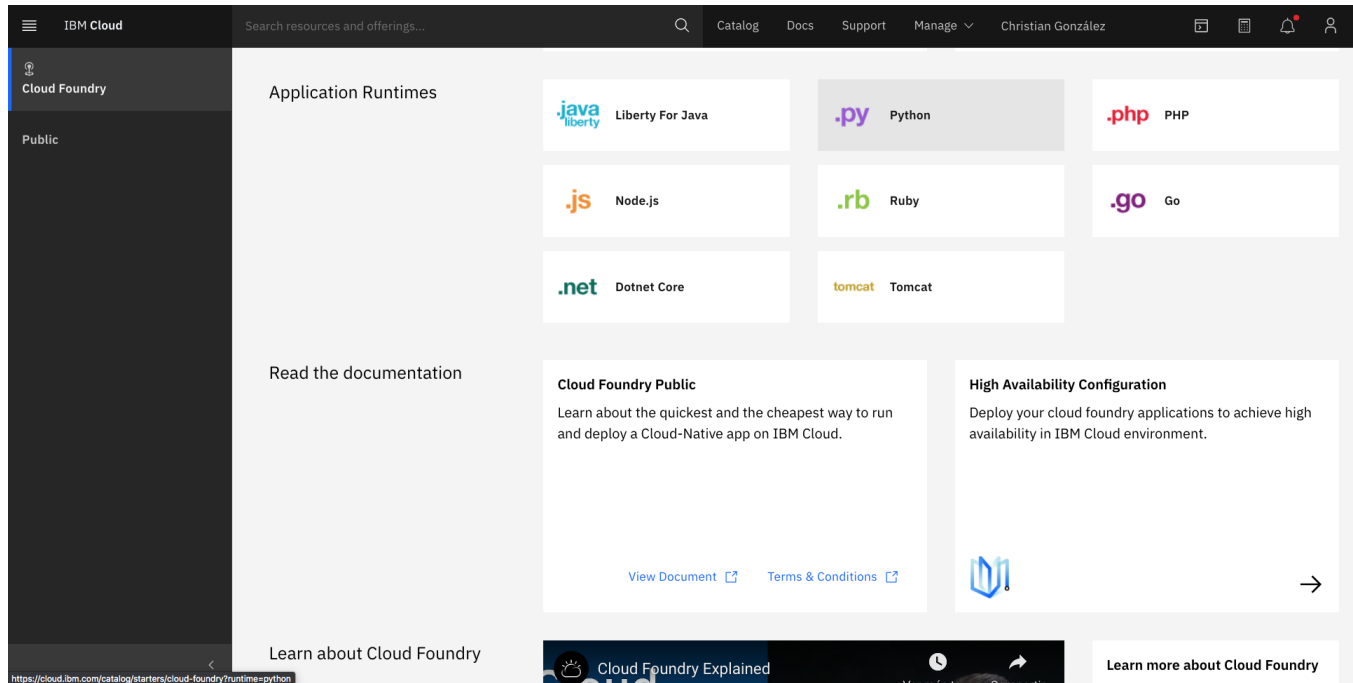 IBM Cloud
Search resources and offerings...
Catalog
Docs
Support
Manage
Christian González
Cloud Foundry
Public
Application Runtimes
.java
liberty
Liberty For Java
.py
Python
.php
PHP
.js
Node.js
.rb
Ruby
.go
Go
.net
Dotnet Core
tomcat
Tomcat
Read the documentation
Cloud Foundry Public
Learn about the quickest and the cheapest way to run
and deploy a Cloud-Native app on IBM Cloud.
View Document
Terms & Conditions
High Availability Configuration
Deploy your cloud foundry applications to achieve high
availability in IBM Cloud environment.
Learn about Cloud Foundry
Cloud Foundry Explained
Learn more about Cloud Foundry
https://cloud.ibm.com/catalog/starters/cloud-foundry?runtime=python